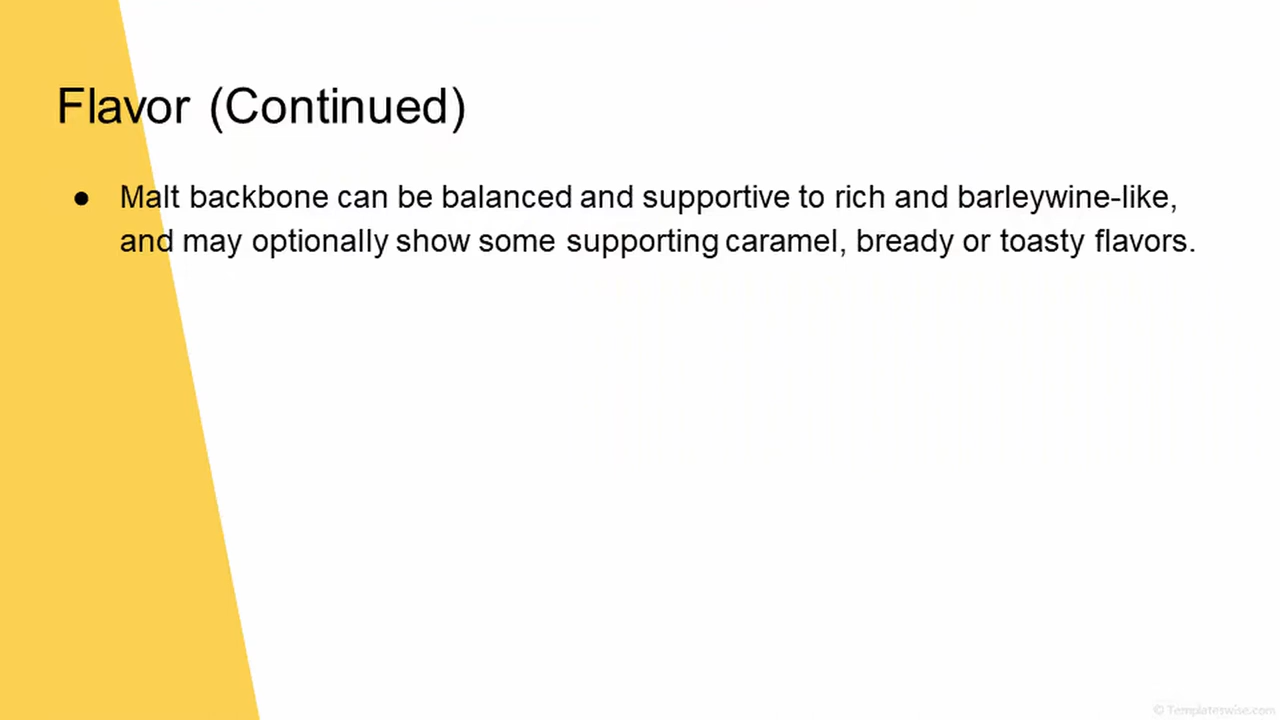 Flavor (Continued)
● Malt backbone can be balanced and supportive to rich and barleywine-like,
and may optionally show some supporting caramel, bready or toasty flavors.
© Templateswise.com